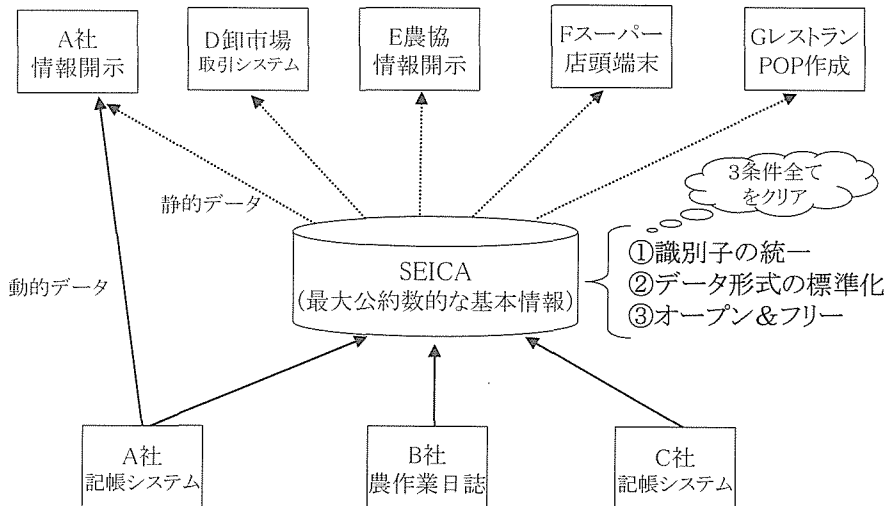 A社
情報開示
D卸市場
取引システム
E農協
情報開示
Fスーパー
店頭端末
Gレストラン
POP作成
3条件全て
をクリア
静的データ
動的データ
SEICA
(最大公約数的な基本情報)
①識別子の統一
②データ形式の標準化
③オープン&フリー
A社
記帳システム
B社
農作業日誌
C社
記帳システム